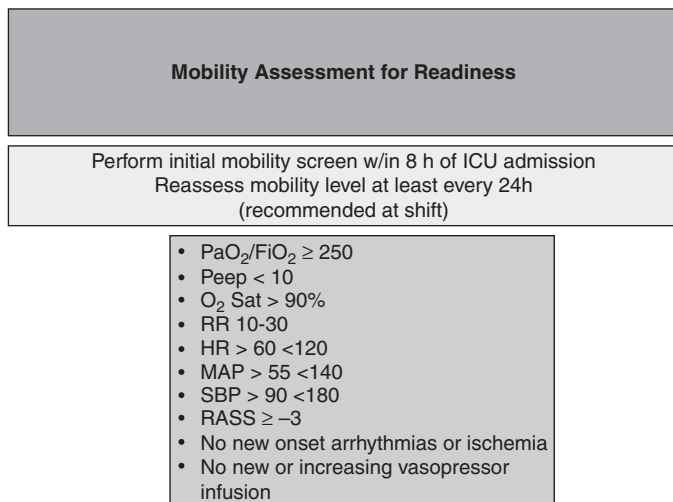 Mobility Assessment for Readiness
Perform initial mobility screen w/in 8 h of ICU admission
Reassess mobility level at least every 24h
(recommended at shift)
• PaO₂/FiO₂ ≥ 250
• Peep < 10
• O₂ Sat > 90%
• RR 10-30
• HR > 60 <120
• MAP > 55 <140
• SBP > 90 <180
• RASS ≥ –3
• No new onset arrhythmias or ischemia
• No new or increasing vasopressor
infusion